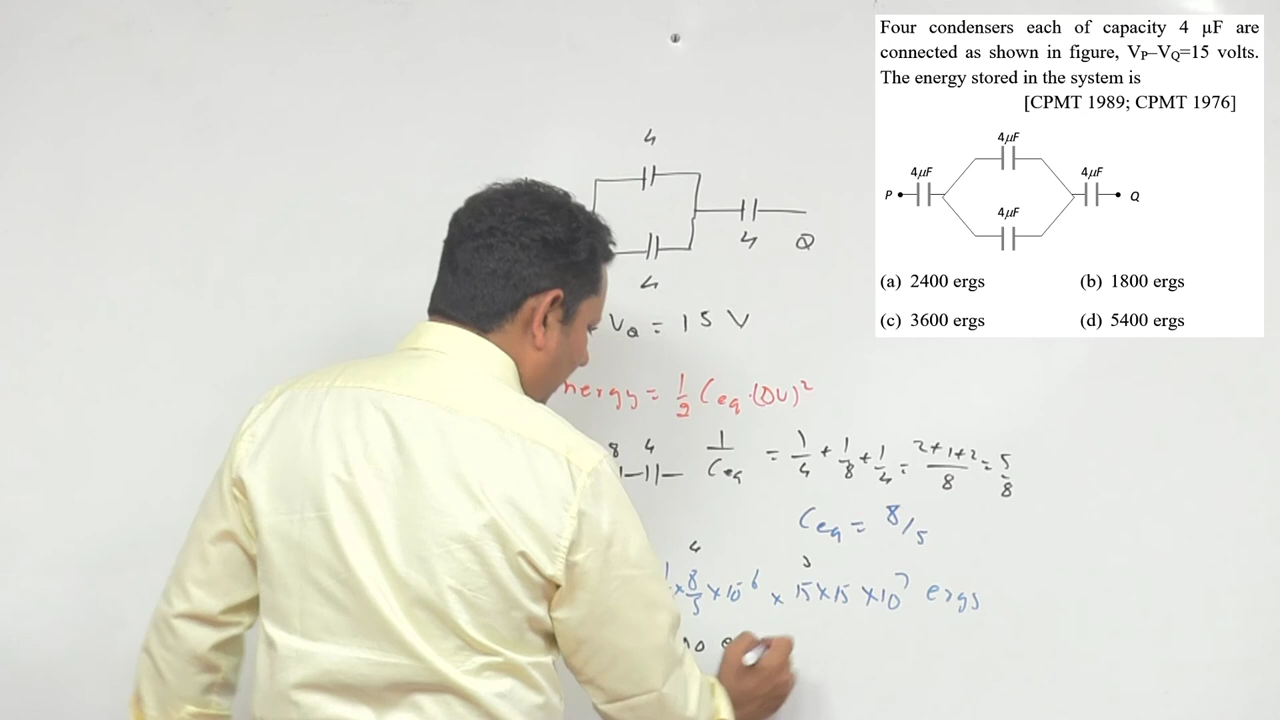 Four condensers each of capacity 4 µF are
connected as shown in figure, VP–VQ=15 volts.
The energy stored in the system is
[CPMT 1989; CPMT 1976]
4µF
4µF
4µF
P
Q
4µF
(a) 2400 ergs
(b) 1800 ergs
(c) 3600 ergs
(d) 5400 ergs
4
4
Q
4
VQ = 15 V
nergy = 1/2 Ceq.(DV)²
8 4
1/Ceq = 1/4 + 1/8 + 1/4 = 2+1+2/8 = 5/8
Ceq = 8/5
4 3
× 8/5 × 10⁻⁶ × 15×15 ×10⁷ ergs